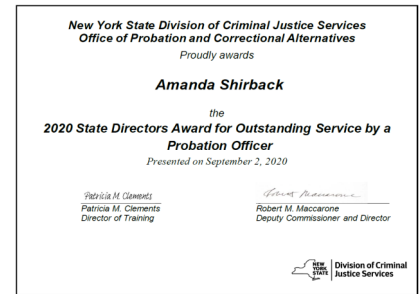 New York State Division of Criminal Justice Services
Office of Probation and Correctional Alternatives
Proudly awards
Amanda Shirback
the
2020 State Directors Award for Outstanding Service by a
Probation Officer
Presented on September 2, 2020
Patricia M. Clements
Patricia M. Clements
Director of Training
Robert Maccarone
Robert M. Maccarone
Deputy Commissioner and Director
NEW
YORK
STATE
Division of Criminal
Justice Services